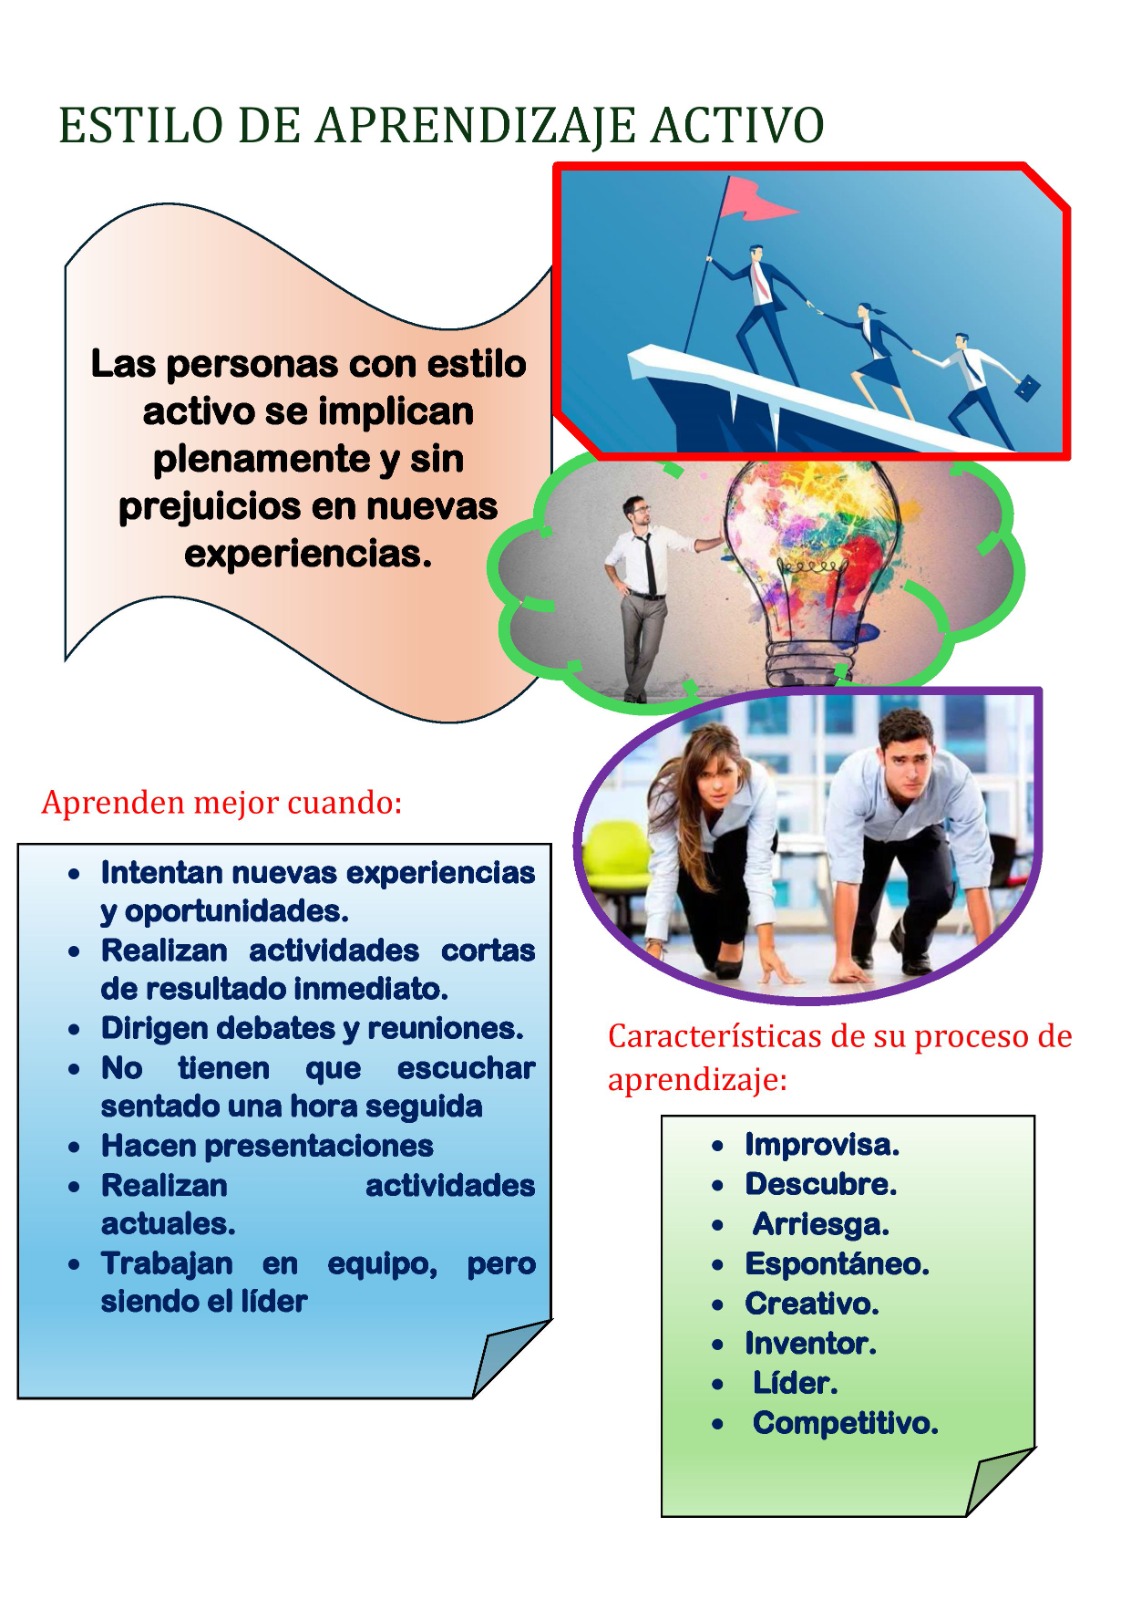 ESTILO DE APRENDIZAJE ACTIVO
Las personas con estilo
activo se implican
plenamente y sin
prejuicios en nuevas
experiencias.
Aprenden mejor cuando:
• Intentan nuevas experiencias
y oportunidades.
• Realizan actividades cortas
de resultado inmediato.
• Dirigen debates y reuniones.
• No tienen que escuchar
sentado una hora seguida
• Hacen presentaciones
• Realizan actividades
actuales.
• Trabajan en equipo, pero
siendo el líder
Características de su proceso de
aprendizaje:
• Improvisa.
• Descubre.
• Arriesga.
• Espontáneo.
• Creativo.
• Inventor.
• Líder.
• Competitivo.